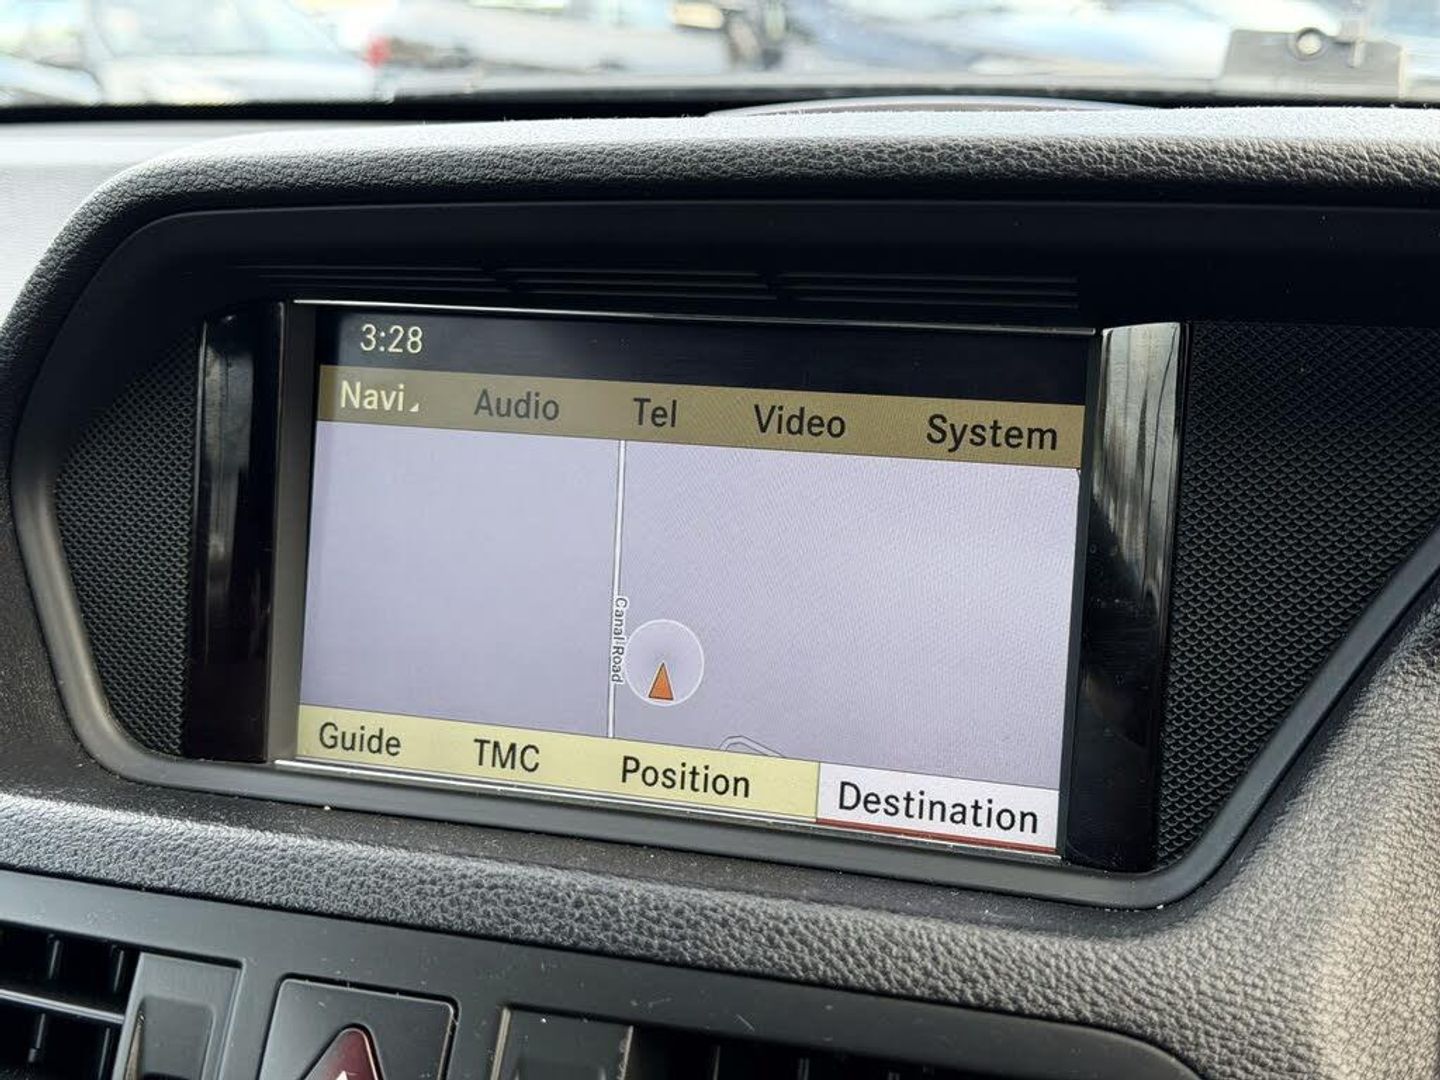 3:28
Navi Audio Tel Video System
Canal Road
Guide TMC Position Destination